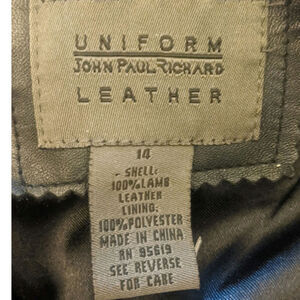 UNIFORM
JOHN PAUL RICHARD
LEATHER
14
SHELL:
100% LAMB
LEATHER
LINING:
100% POLYESTER
MADE IN CHINA
RN 95619
SEE REVERSE
FOR CARE